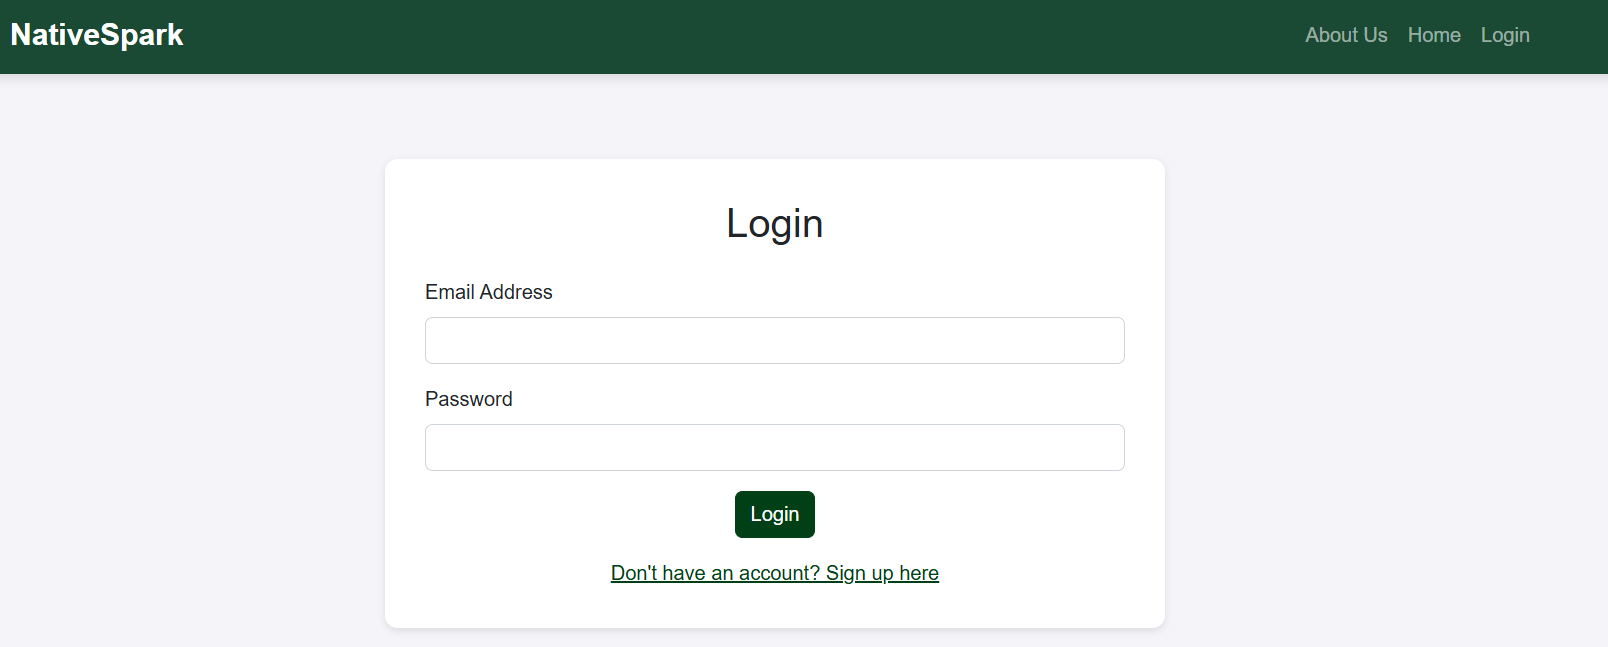 NativeSpark
About Us Home Login
Login
Email Address
Password
Login
Don't have an account? Sign up here